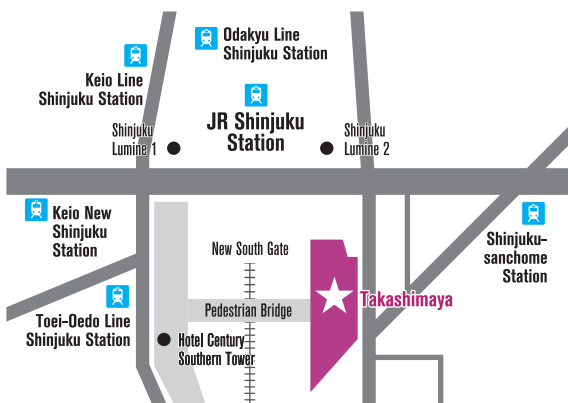 Odakyu Line
Shinjuku Station
Keio Line
Shinjuku Station
JR Shinjuku
Station
Shinjuku
Lumine 1
Shinjuku
Lumine 2
Keio New
Shinjuku
Station
Shinjuku-
sanchome
Station
New South Gate
Takashimaya
Pedestrian Bridge
Toei-Oedo Line
Shinjuku Station
Hotel Century
Southern Tower